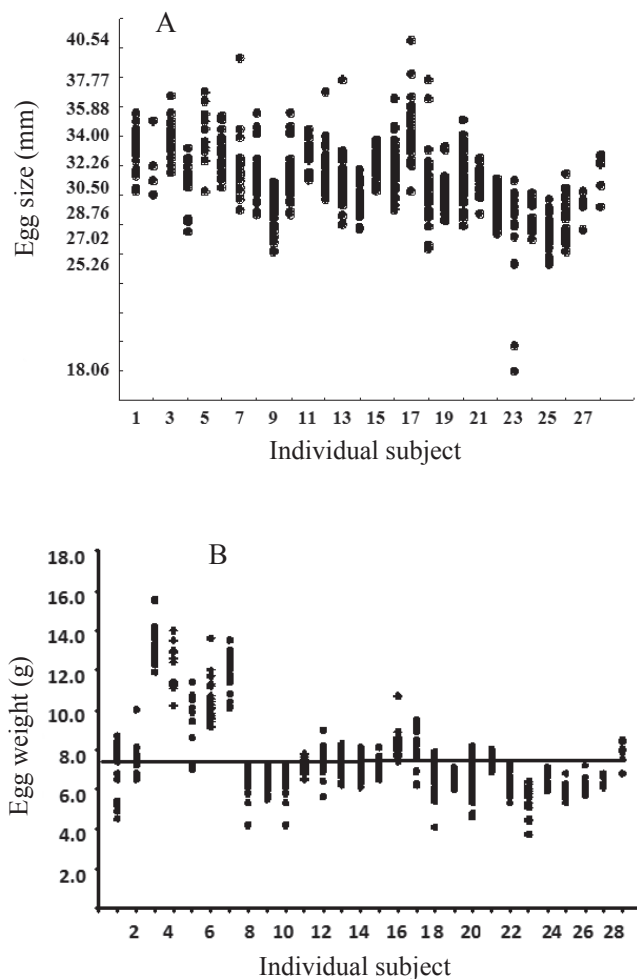 A
Egg size (mm)
40.54
37.77
35.88
34.00
32.26
30.50
28.76
27.02
25.26
18.06
1 3 5 7 9 11 13 15 17 19 21 23 25 27
Individual subject
B
Egg weight (g)
18.0
16.0
14.0
12.0
10.0
8.0
6.0
4.0
2.0
2 4 6 8 10 12 14 16 18 20 22 24 26 28
Individual subject